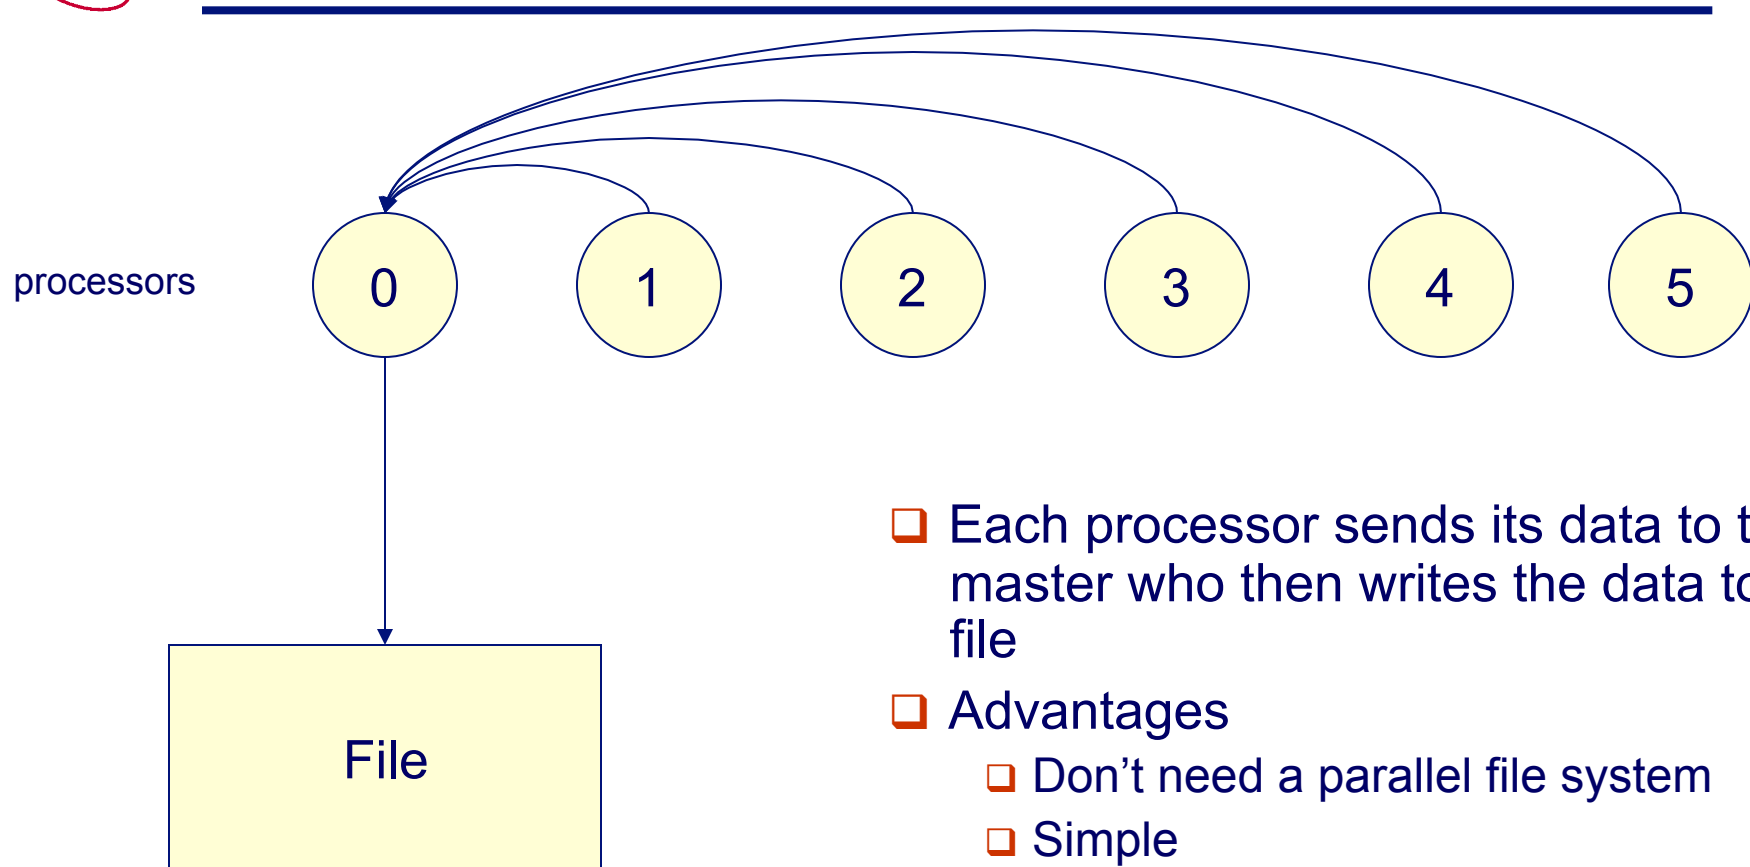 processors
0 1 2 3 4 5
Each processor sends its data to
master who then writes the data
file
Advantages
File
Don’t need a parallel file system
Simple